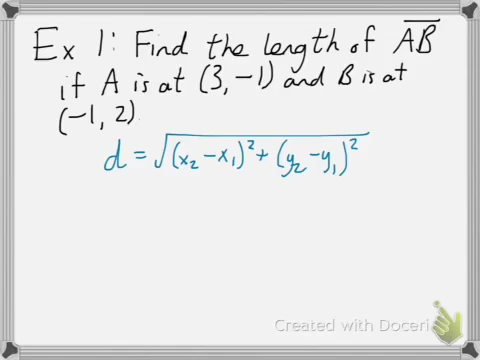 Ex 1: Find the length of A̅B̅
if A is at (3, −1) and B is at
(−1, 2).
d = √((x₂ − x₁)² + (y₂ − y₁)²)
Created with Doceri